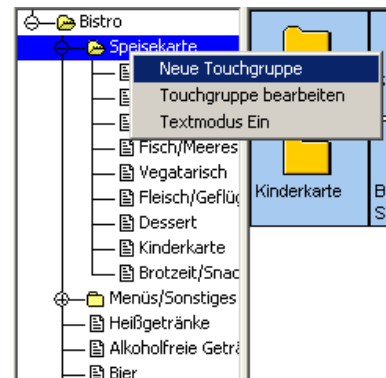 Bistro
Speisekarte
Neue Touchgruppe
Touchgruppe bearbeiten
Textmodus Ein
Fisch/Meeres
Vegatarisch
Fleisch/Geflüg
Dessert
Kinderkarte
Brotzeit/Snac
Menüs/Sonstiges
Heißgetränke
Alkoholfreie Geträ
Bier
Kinderkarte
B
S